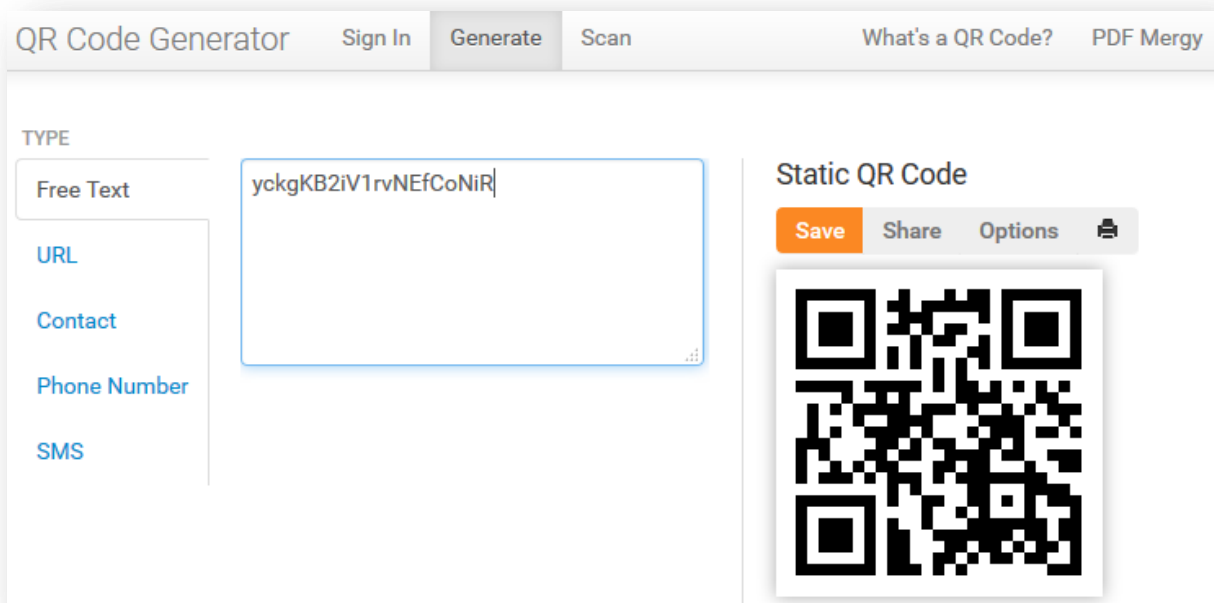 QR Code Generator Sign In Generate Scan What's a QR Code? PDF Mergy
TYPE
Free Text
URL
Contact
Phone Number
SMS
yckgKB2iV1rvNEfCoNiR
Static QR Code
Save Share Options